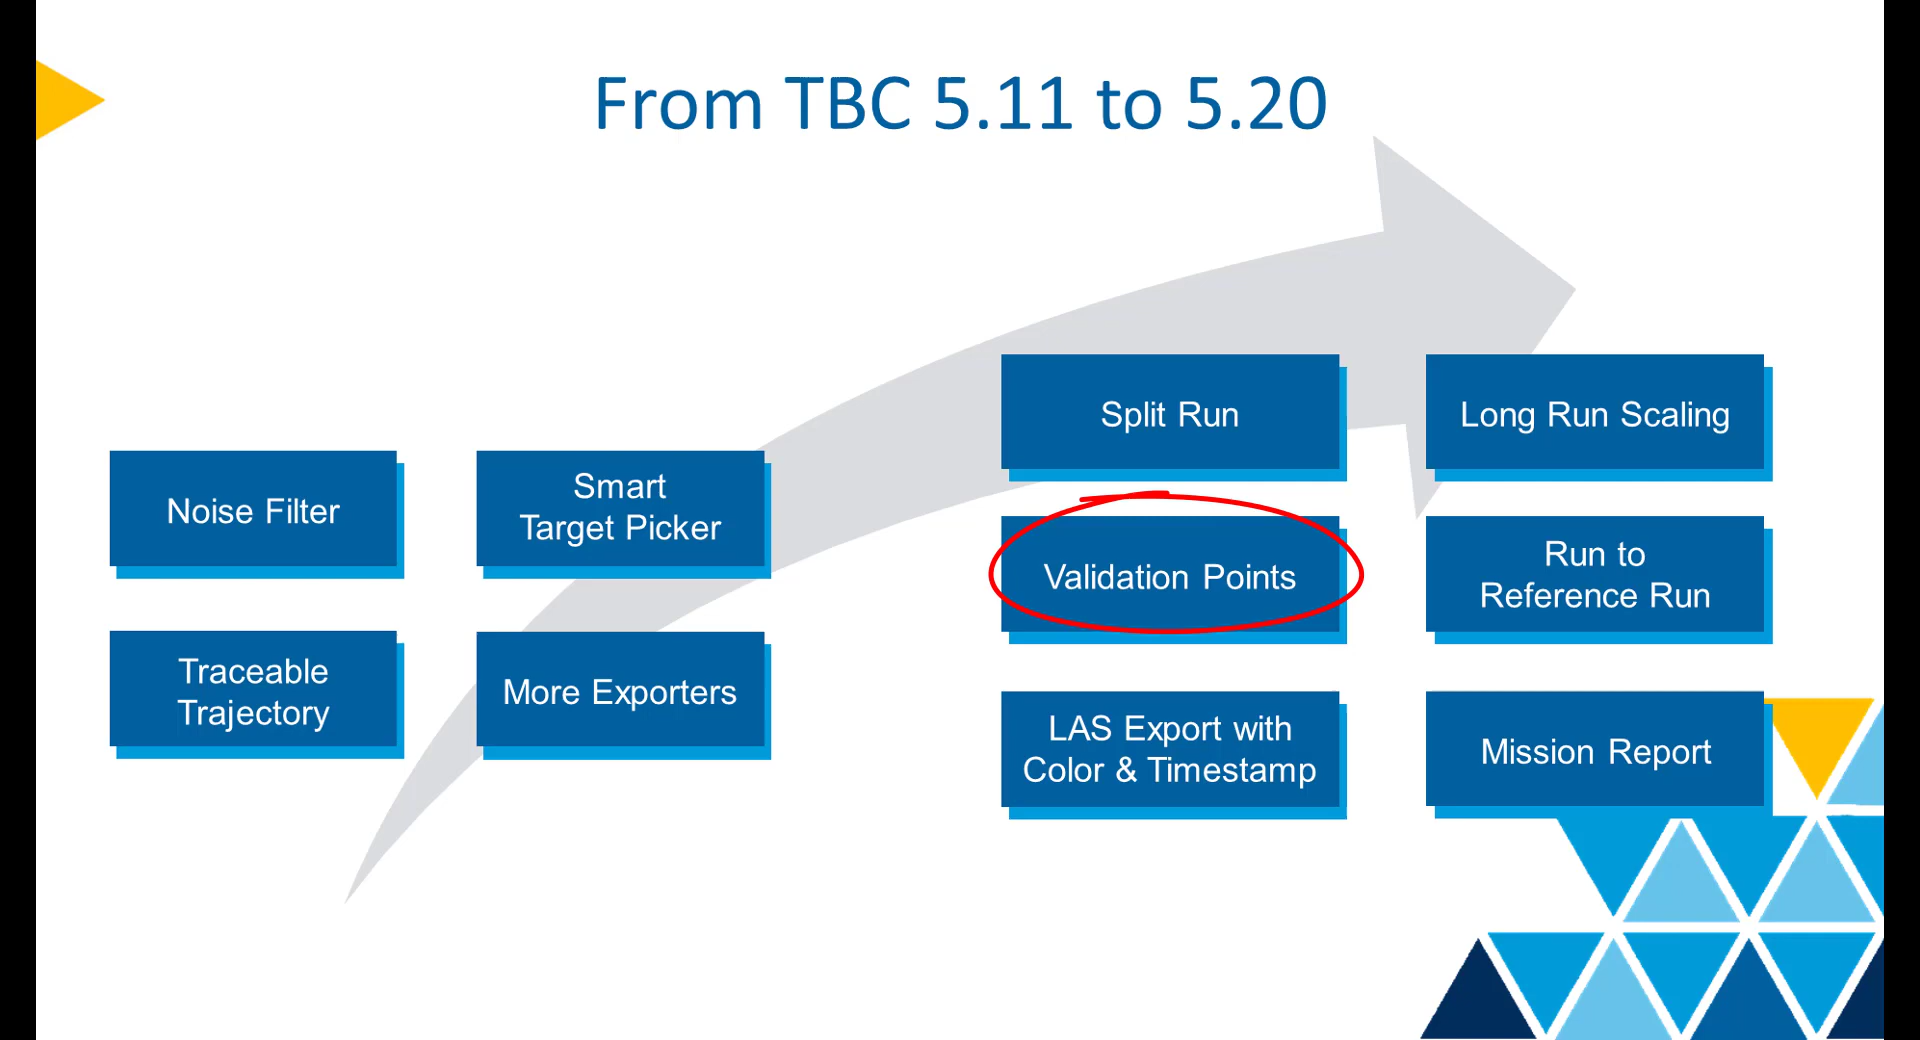 From TBC 5.11 to 5.20
Noise Filter
Smart
Target Picker
Traceable
Trajectory
More Exporters
Split Run
Long Run Scaling
Validation Points
Run to
Reference Run
LAS Export with
Color & Timestamp
Mission Report